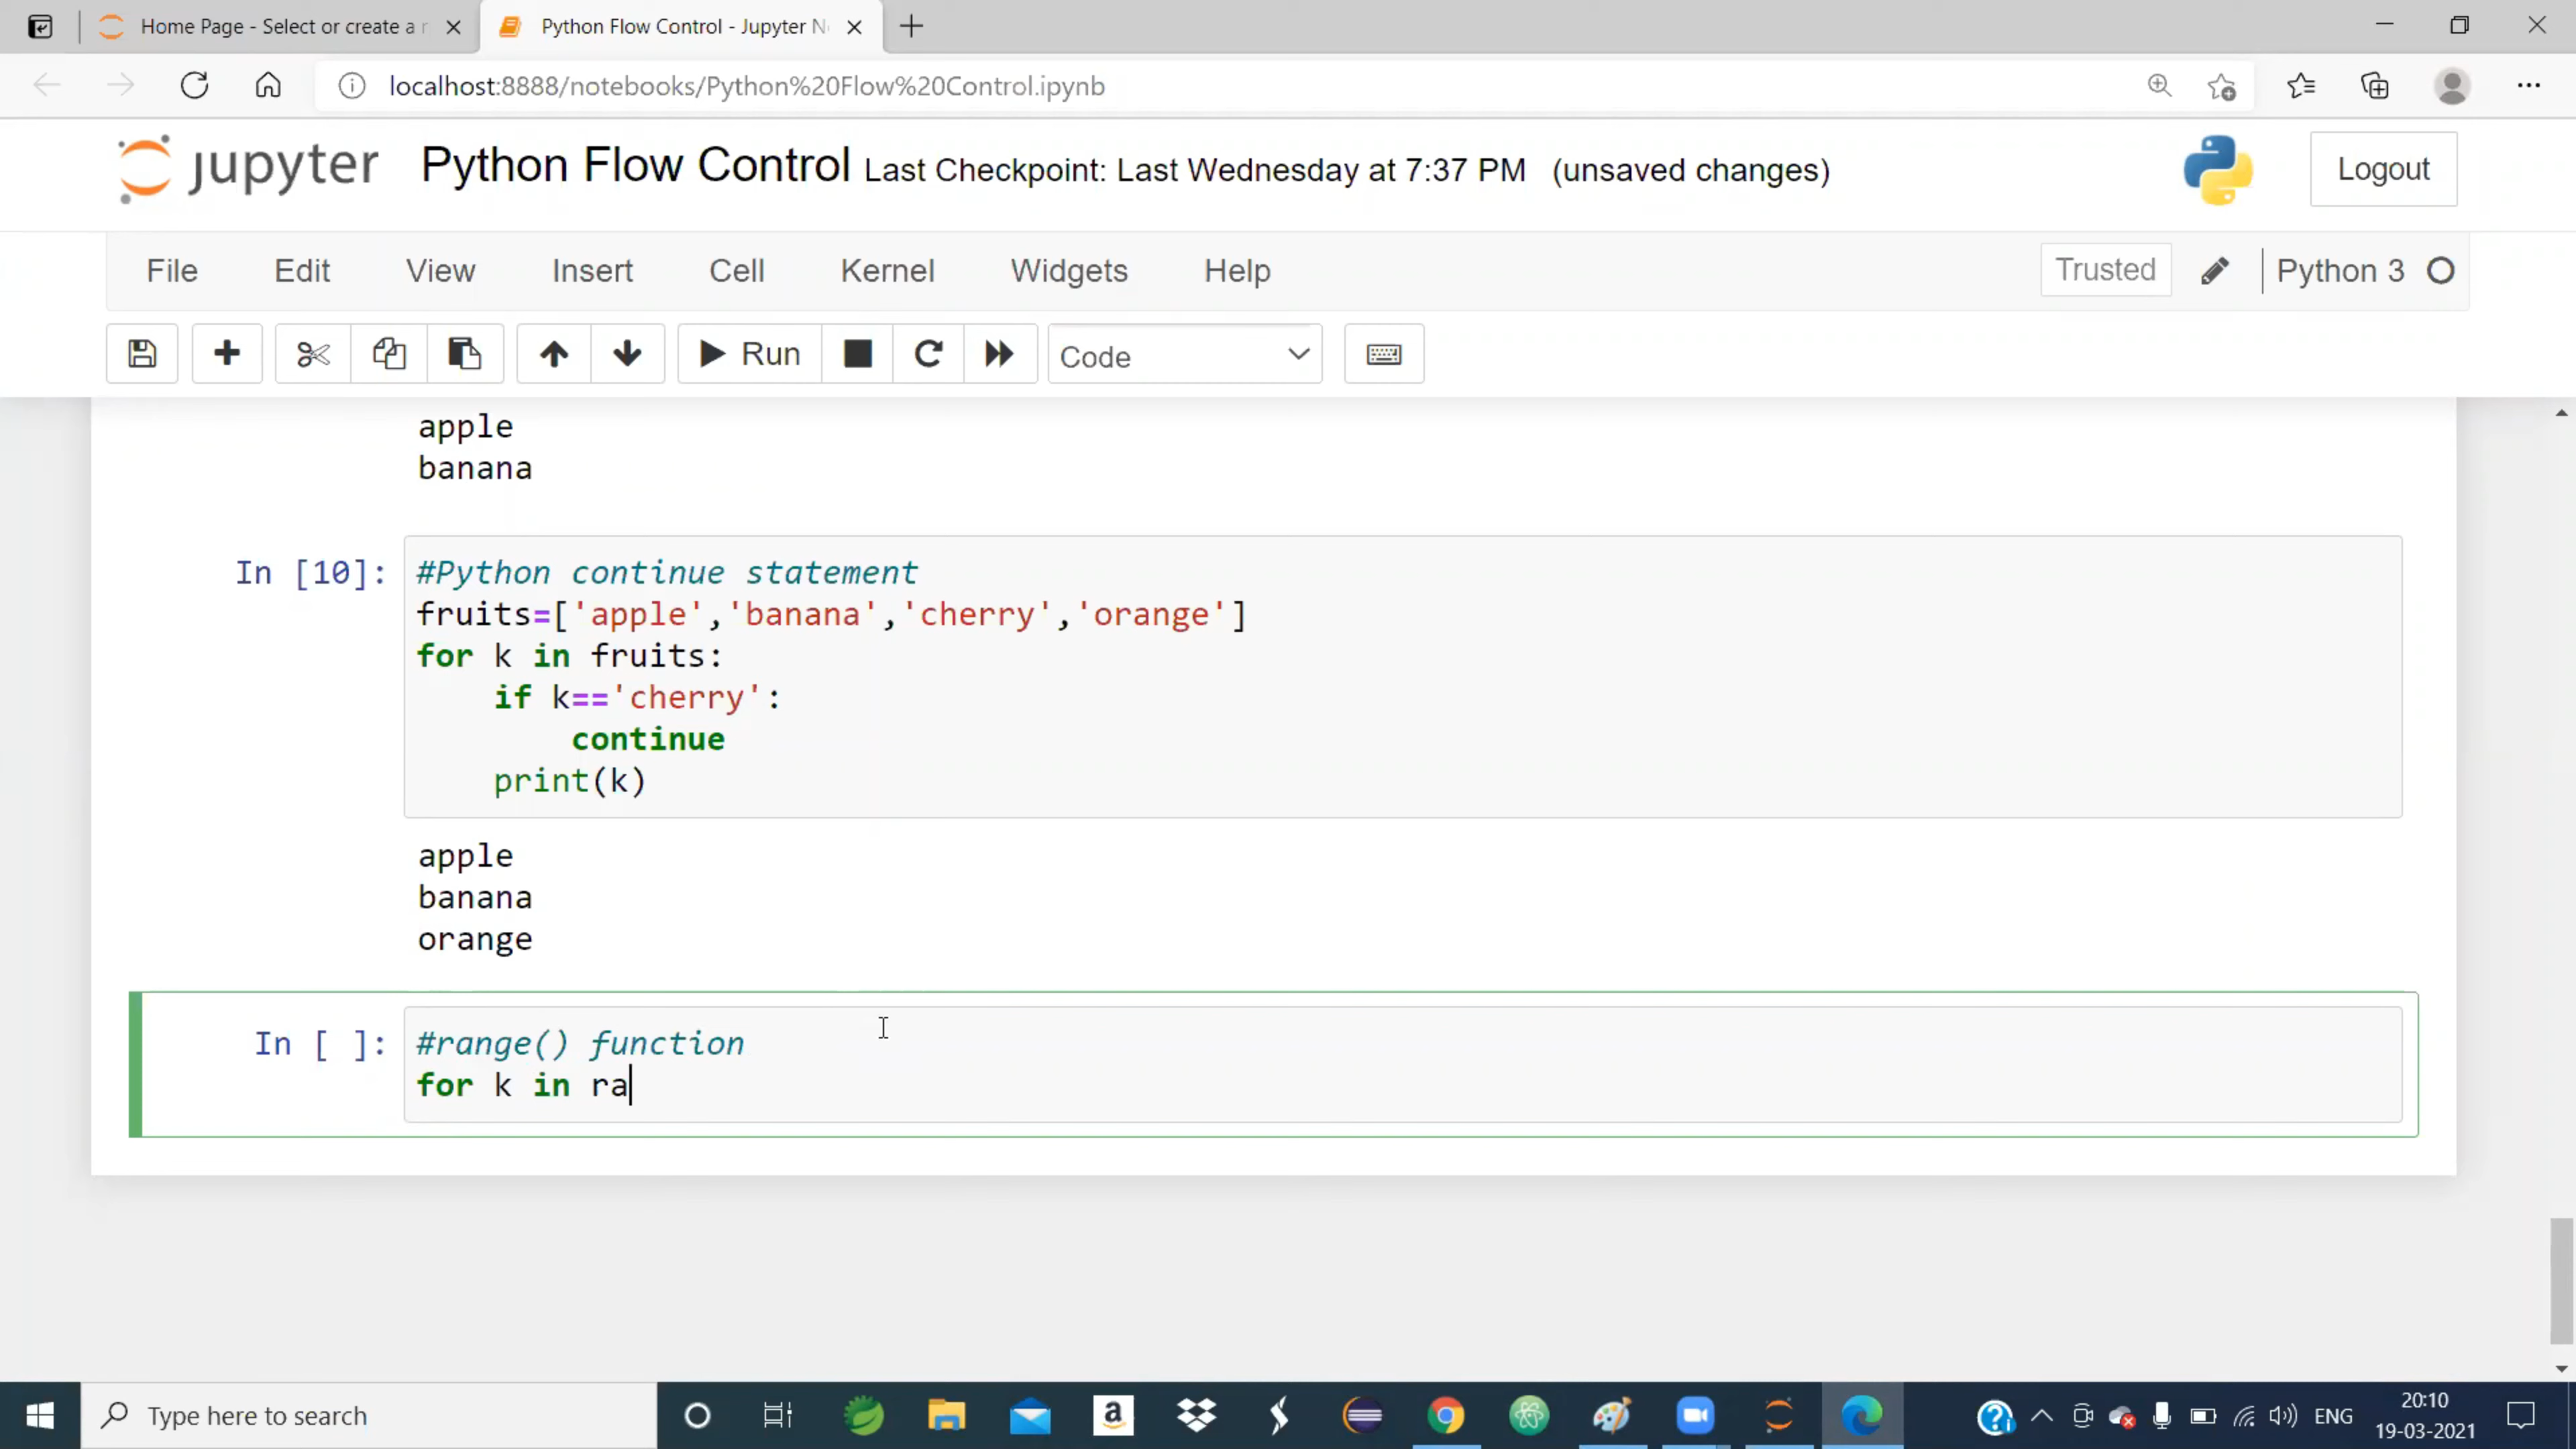 Home Page - Select or create a n
Python Flow Control - Jupyter N
localhost:8888/notebooks/Python%20Flow%20Control.ipynb
jupyter Python Flow Control Last Checkpoint: Last Wednesday at 7:37 PM (unsaved changes) Logout
File Edit View Insert Cell Kernel Widgets Help Trusted Python 3
Run Code
apple
banana
In [10]: #Python continue statement
fruits=['apple','banana','cherry','orange']
for k in fruits:
    if k=='cherry':
        continue
    print(k)
apple
banana
orange
In [ ]: #range() function
for k in ra
Type here to search
ENG
20:10
19-03-2021